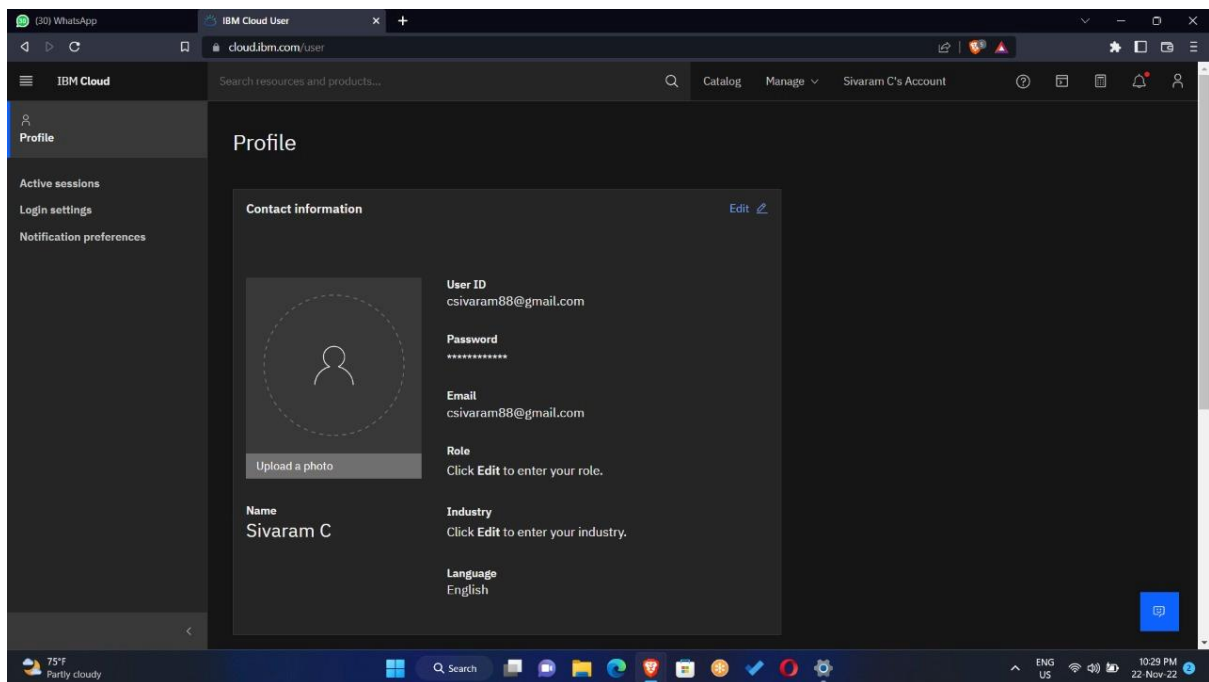 (30) WhatsApp
IBM Cloud User
cloud.ibm.com/user
IBM Cloud
Search resources and products...
Catalog
Manage
Sivaram C's Account
Profile
Active sessions
Login settings
Notification preferences
Profile
Contact information
Edit
Upload a photo
Name
Sivaram C
User ID
csivaram88@gmail.com
Password
************
Email
csivaram88@gmail.com
Role
Click Edit to enter your role.
Industry
Click Edit to enter your industry.
Language
English
75°F
Partly cloudy
Search
ENG
US
10:29 PM
22-Nov-22
2